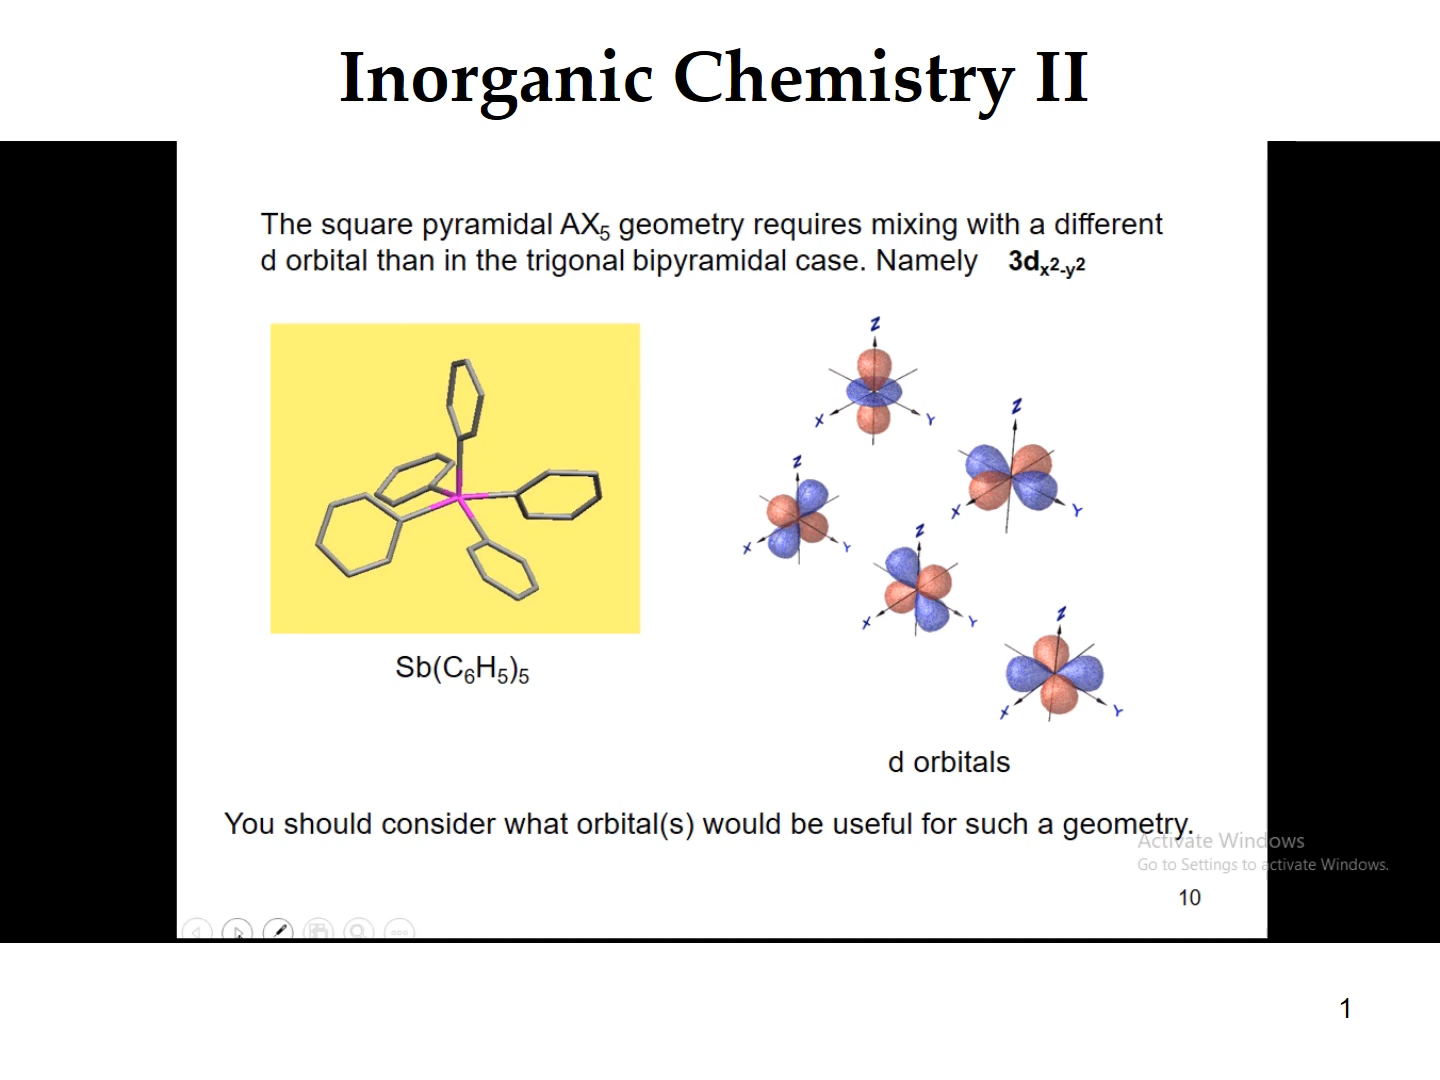 Inorganic Chemistry II
The square pyramidal AX₅ geometry requires mixing with a different
d orbital than in the trigonal bipyramidal case. Namely 3dₓ²-ᵧ²
Z
X Y
Z
X Y
Z
X Y
Z
X Y
Z
X Y
Sb(C₆H₅)₅
d orbitals
You should consider what orbital(s) would be useful for such a geometry.
Activate Windows
Go to Settings to activate Windows.
10
1